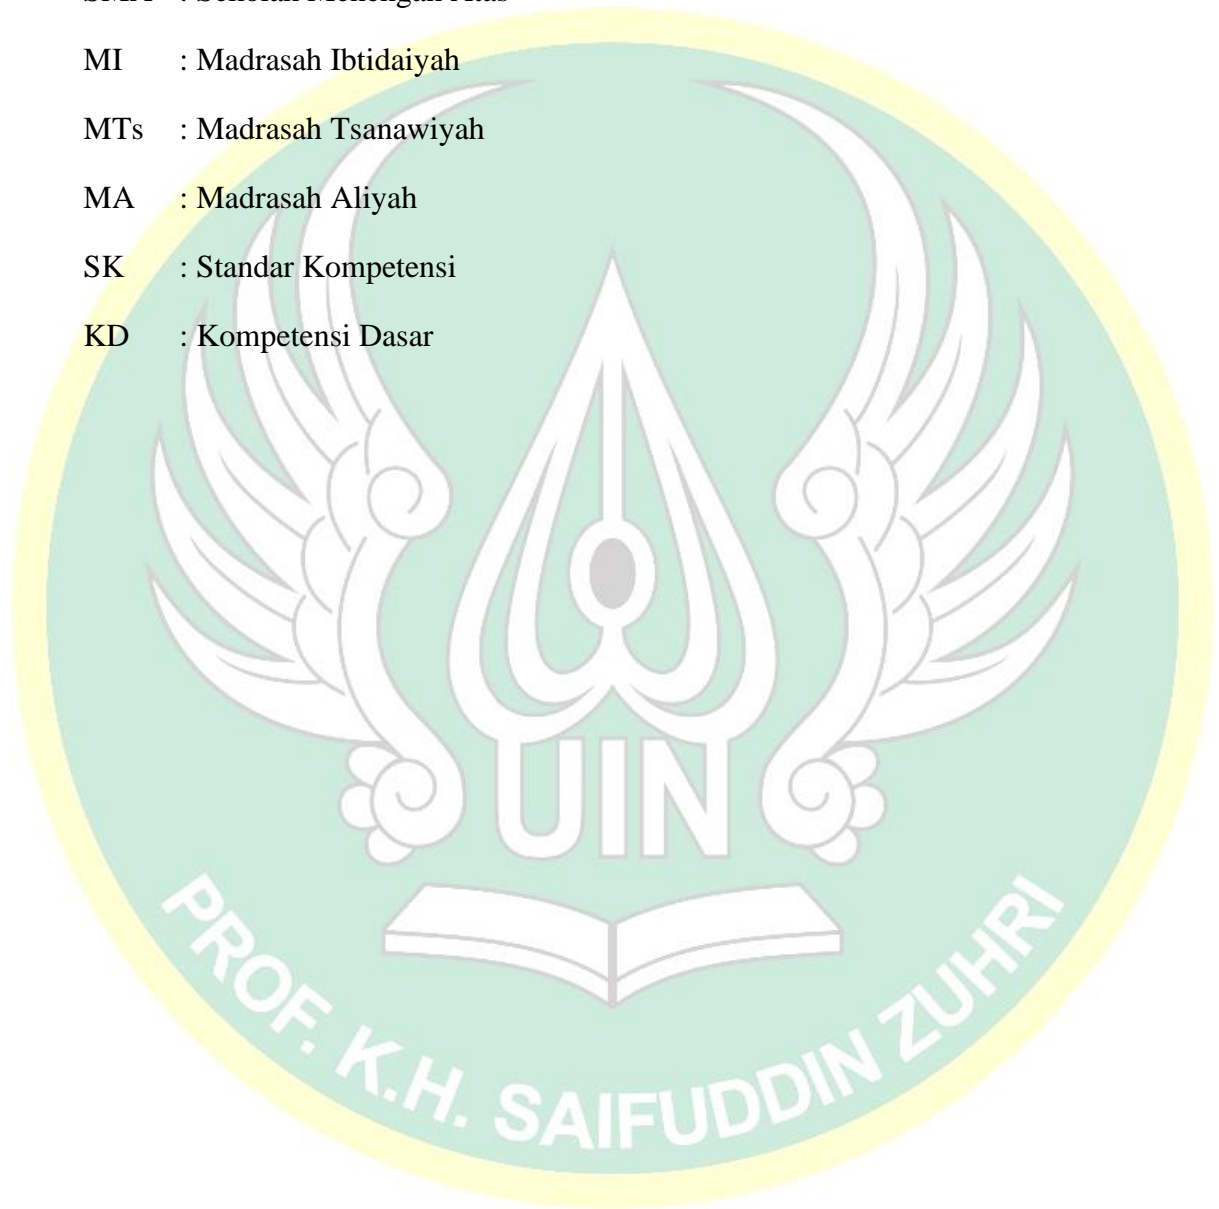 MI : Madrasah Ibtidaiyah
MTs : Madrasah Tsanawiyah
MA : Madrasah Aliyah
SK : Standar Kompetensi
KD : Kompetensi Dasar
UIN
PROF. K.H. SAIFUDDIN ZUHRI